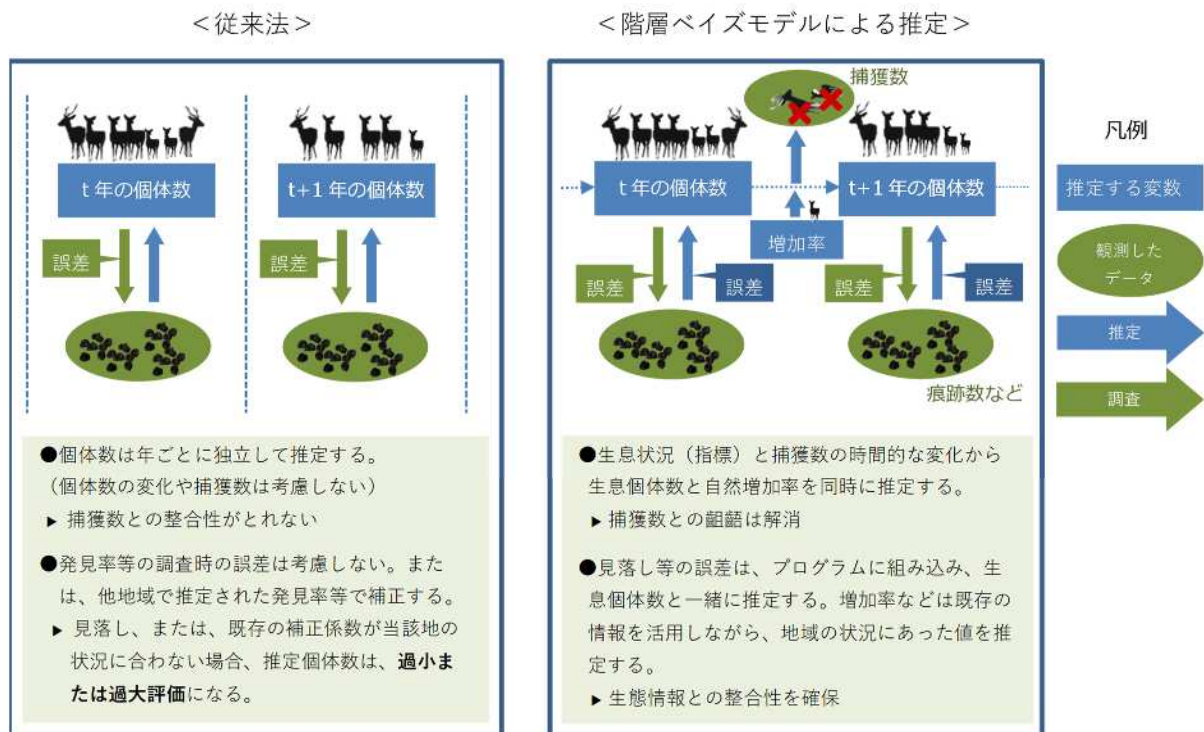 ＜従来法＞
t 年の個体数
t+1 年の個体数
誤差
誤差
●個体数は年ごとに独立して推定する。
（個体数の変化や捕獲数は考慮しない）
▶ 捕獲数との整合性がとれない
●発見率等の調査時の誤差は考慮しない。また
は、他地域で推定された発見率等で補正する。
▶ 見落し、または、既存の補正係数が当該地の
状況に合わない場合、推定個体数は、過小ま
たは過大評価になる。
＜階層ベイズモデルによる推定＞
捕獲数
t 年の個体数
t+1 年の個体数
増加率
誤差
誤差
誤差
誤差
痕跡数など
●生息状況（指標）と捕獲数の時間的な変化から
生息個体数と自然増加率を同時に推定する。
▶ 捕獲数との齟齬は解消
●見落し等の誤差は、プログラムに組み込み、生
息個体数と一緒に推定する。増加率などは既存の
情報を活用しながら、地域の状況にあった値を推
定する。
▶ 生態情報との整合性を確保
凡例
推定する変数
観測した
データ
推定
調査